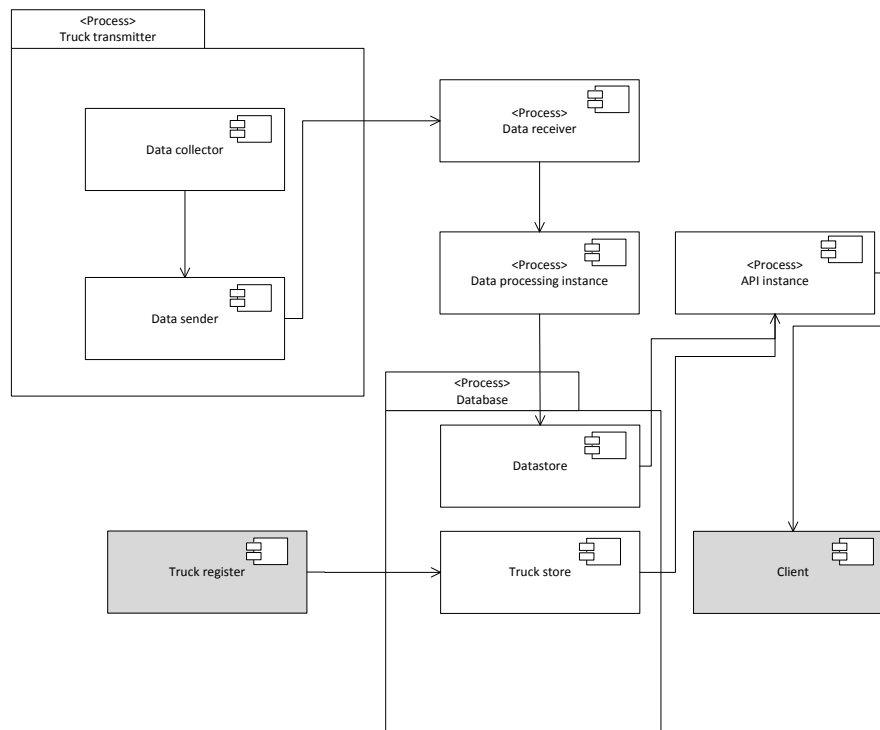 <Process>
Truck transmitter
Data collector
Data sender
<Process>
Data receiver
<Process>
Data processing instance
<Process>
API instance
<Process>
Database
Datastore
Truck register
Truck store
Client